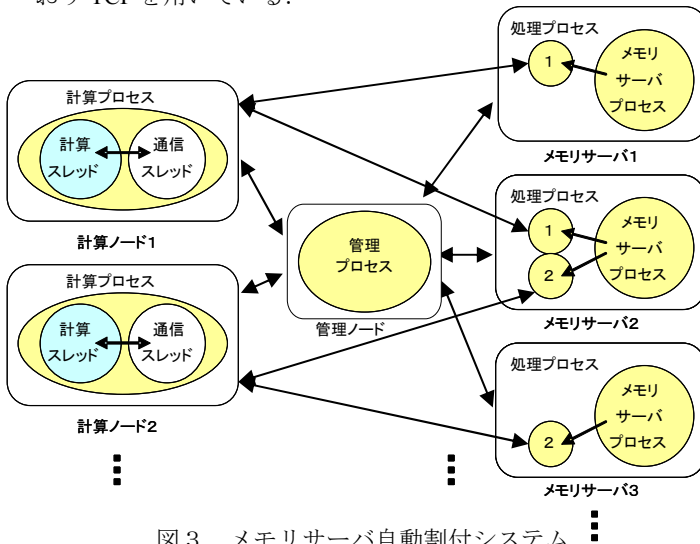 おり TCP を用いている.
処理プロセス
1
メモリ
サーバ
プロセス
メモリサーバ1
計算プロセス
計算
スレッド
通信
スレッド
計算ノード1
管理
プロセス
管理ノード
処理プロセス
1
2
メモリ
サーバ
プロセス
メモリサーバ2
計算プロセス
計算
スレッド
通信
スレッド
計算ノード2
処理プロセス
2
メモリ
サーバ
プロセス
メモリサーバ3
図3 メモリサーバ自動割付システム